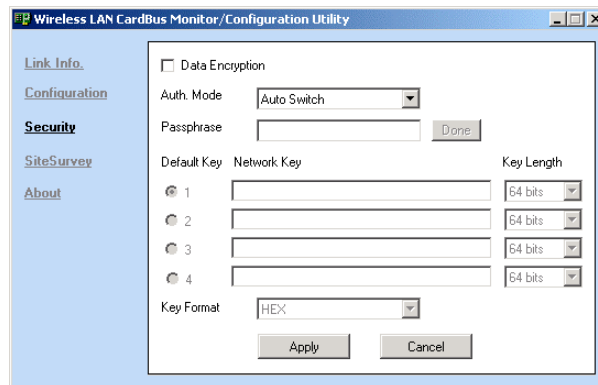 Wireless LAN CardBus Monitor/Configuration Utility
Link Info.
Configuration
Security
SiteSurvey
About
Data Encryption
Auth. Mode Auto Switch
Passphrase Done
Default Key Network Key Key Length
1 64 bits
2 64 bits
3 64 bits
4 64 bits
Key Format HEX
Apply Cancel